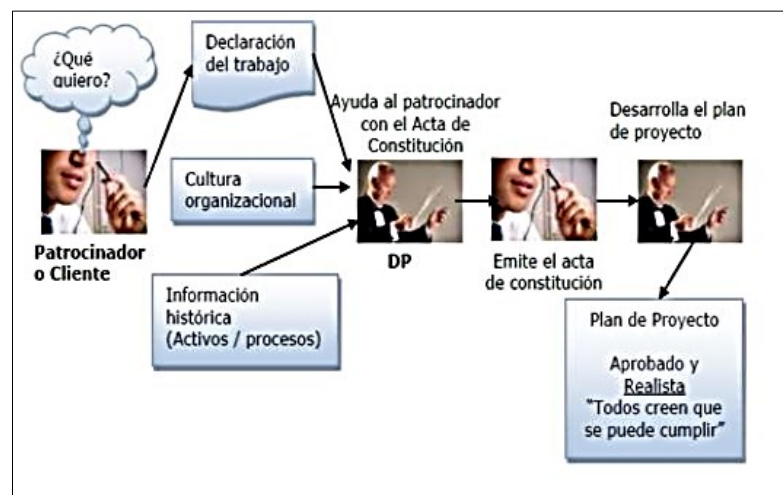 ¿Qué
quiero?
Declaración
del trabajo
Patrocinador
o Cliente
Cultura
organizacional
Información
histórica
(Activos / procesos)
Ayuda al patrocinador
con el Acta de
Constitución
DP
Emite el acta
de constitución
Desarrolla el plan
de proyecto
Plan de Proyecto
Aprobado y
Realista
“Todos creen que
se puede cumplir”